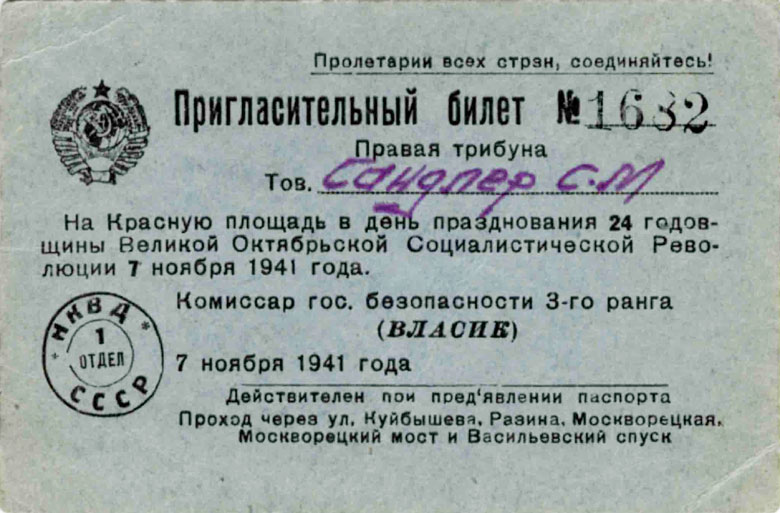 Пролетарии всех стран, соединяйтесь!
Пригласительный билет № 1632
Правая трибуна
Тов. Сандлер С.М
На Красную площадь в день празднования 24 годов-
щины Великой Октябрьской Социалистической Рево-
люции 7 ноября 1941 года.
Комиссар гос. безопасности 3-го ранга
(ВЛАСИК)
НКВД
1
ОТДЕЛ
СССР
7 ноября 1941 года
Действителен при пред'явлении паспорта
Проход через ул. Куйбышева, Разина, Москворецкая,
Москворецкий мост и Васильевский спуск